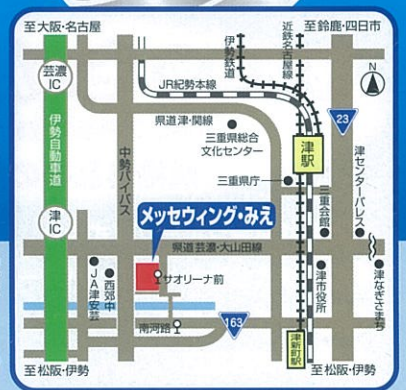 至大阪・名古屋
伊勢鉄道
近鉄名古屋線
至鈴鹿・四日市
芸濃
IC
JR紀勢本線
N
県道津・関線
23
伊勢自動車道
中勢バイパス
三重県総合
文化センター
津駅
三重県庁
津センターパレス
三重会館
津
IC
メッセウィング・みえ
県道芸濃・大山田線
JA津安芸
西郊中
サオリーナ前
津市役所
津なぎさまち
南河路
163
津新町駅
至松阪・伊勢
至松阪・伊勢